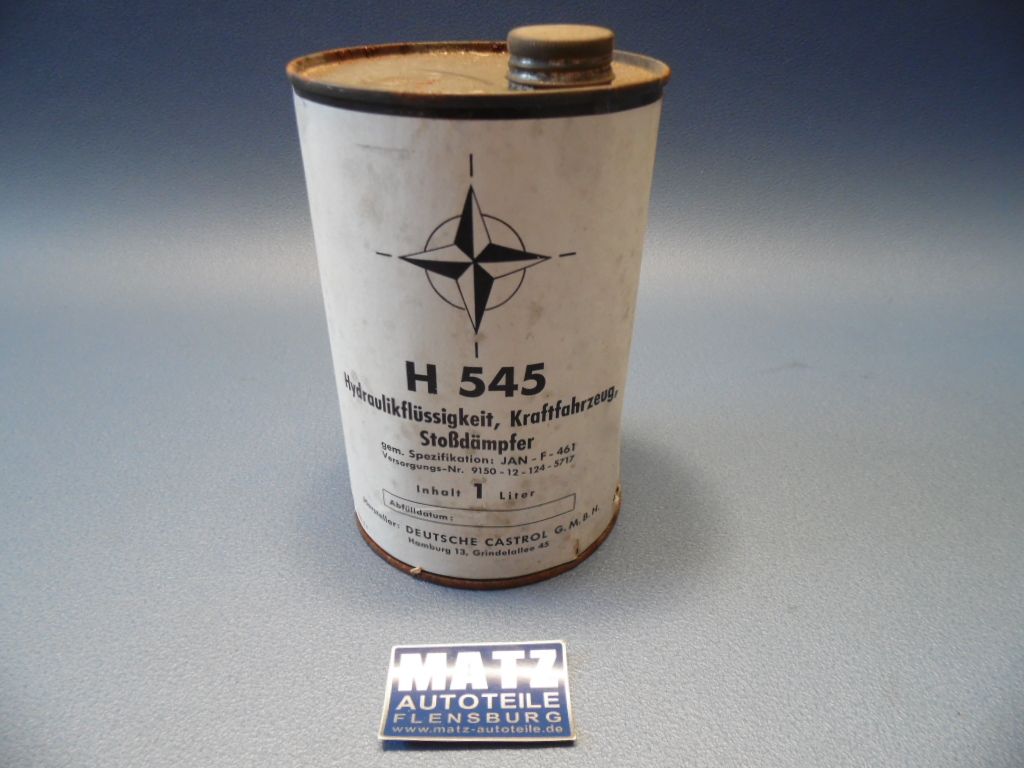 H 545
Hydraulikflüssigkeit, Kraftfahrzeug,
Stoßdämpfer
gem. Spezifikation: JAN - F - 461
Versorgungs-Nr. 9150 - 12 - 124 - 5717
Inhalt 1 Liter
Abfülldatum:
Hersteller: DEUTSCHE CASTROL G.M.B.H.
Hamburg 13, Grindelallee 45
MATZ
AUTOTEILE
FLENSBURG
www.matz-autoteile.de